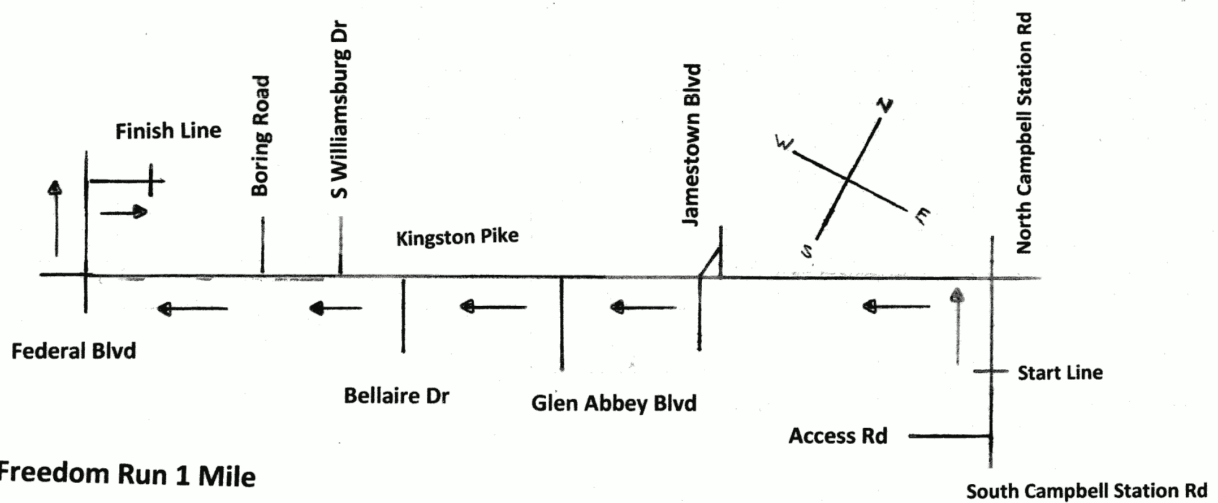 North Campbell Station Rd
S Williamsburg Dr
Boring Road
Jamestown Blvd
Finish Line
N
W
E
S
Kingston Pike
Federal Blvd
Bellaire Dr
Glen Abbey Blvd
Start Line
Access Rd
Freedom Run 1 Mile
South Campbell Station Rd